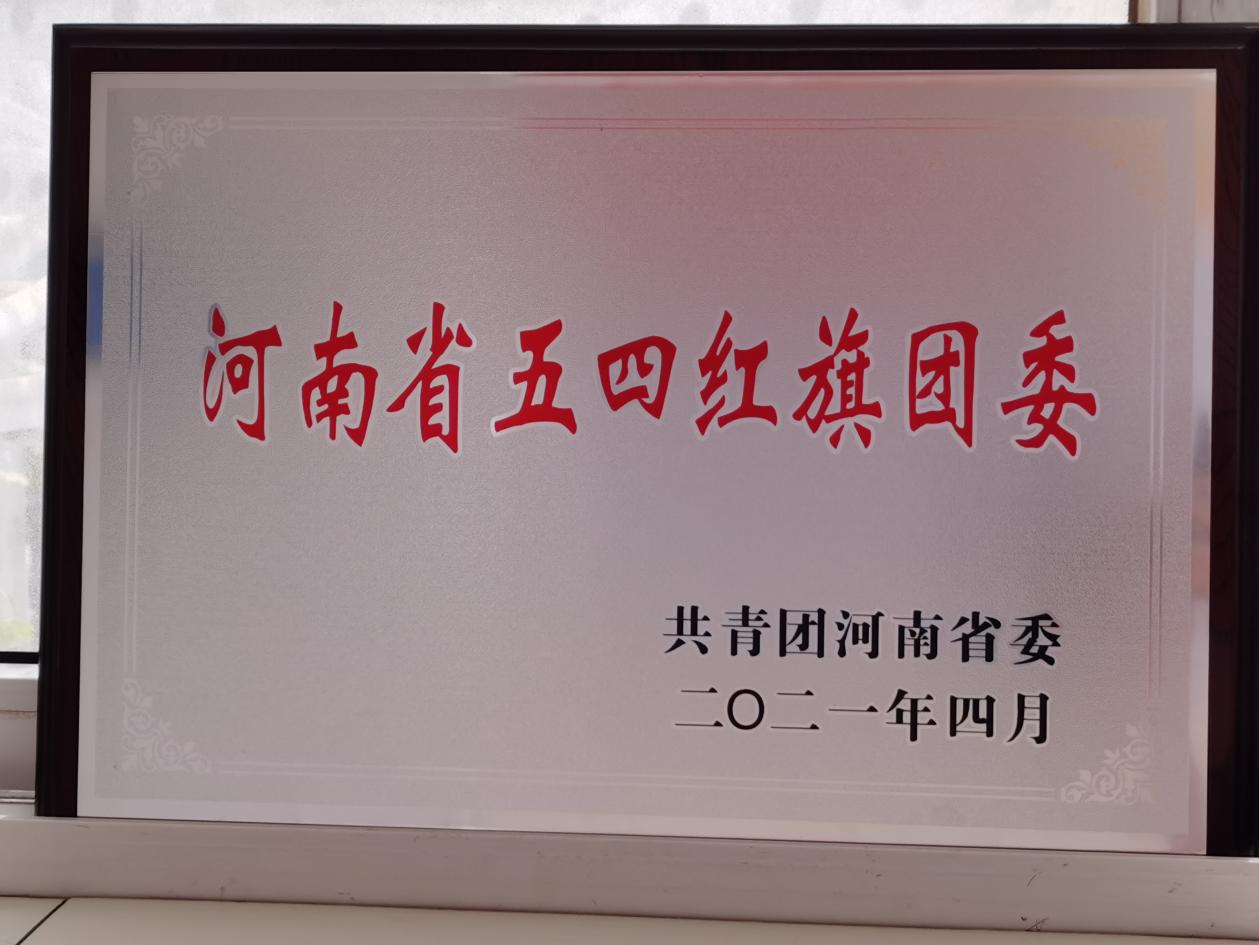 河南省五四红旗团委
共青团河南省委
二〇二一年四月